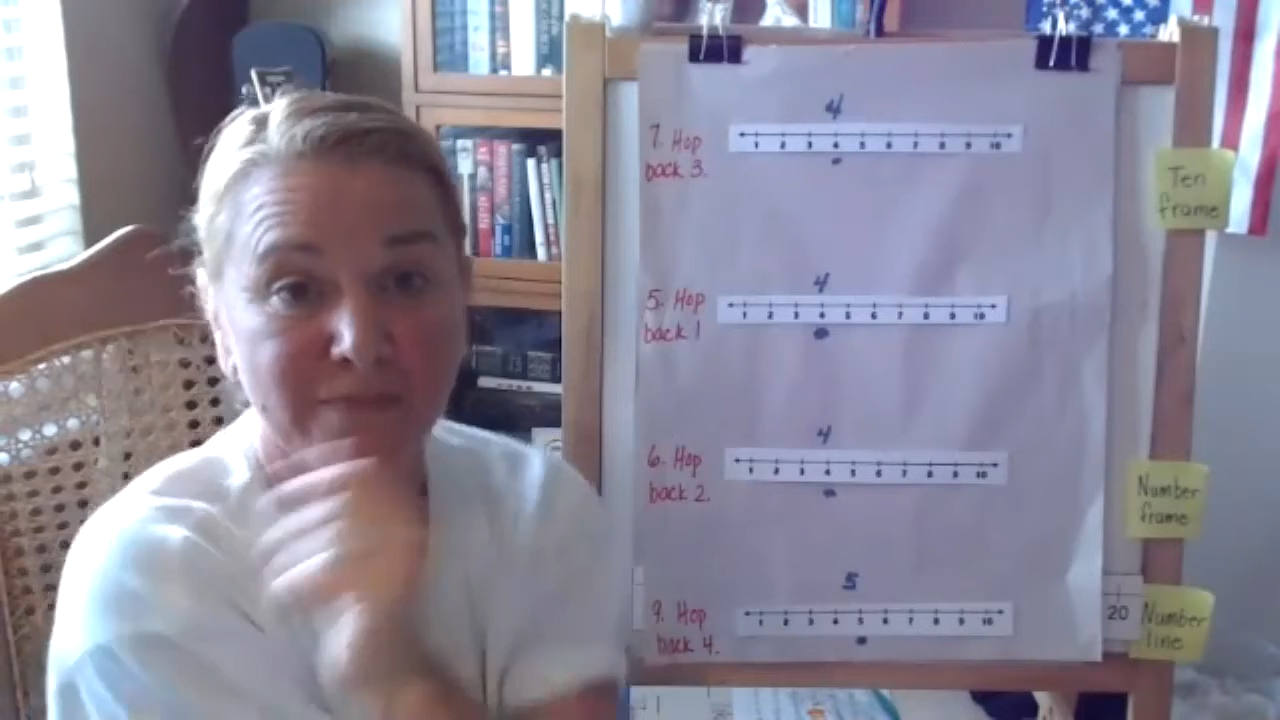 4
7. Hop
back 3.
1 2 3 4 5 6 7 8 9 10
Ten
frame
4
5. Hop
back 1
1 2 3 4 5 6 7 8 9 10
4
6. Hop
back 2.
1 2 3 4 5 6 7 8 9 10
Number
frame
5
9. Hop
back 4.
1 2 3 4 5 6 7 8 9 10
20
Number
line